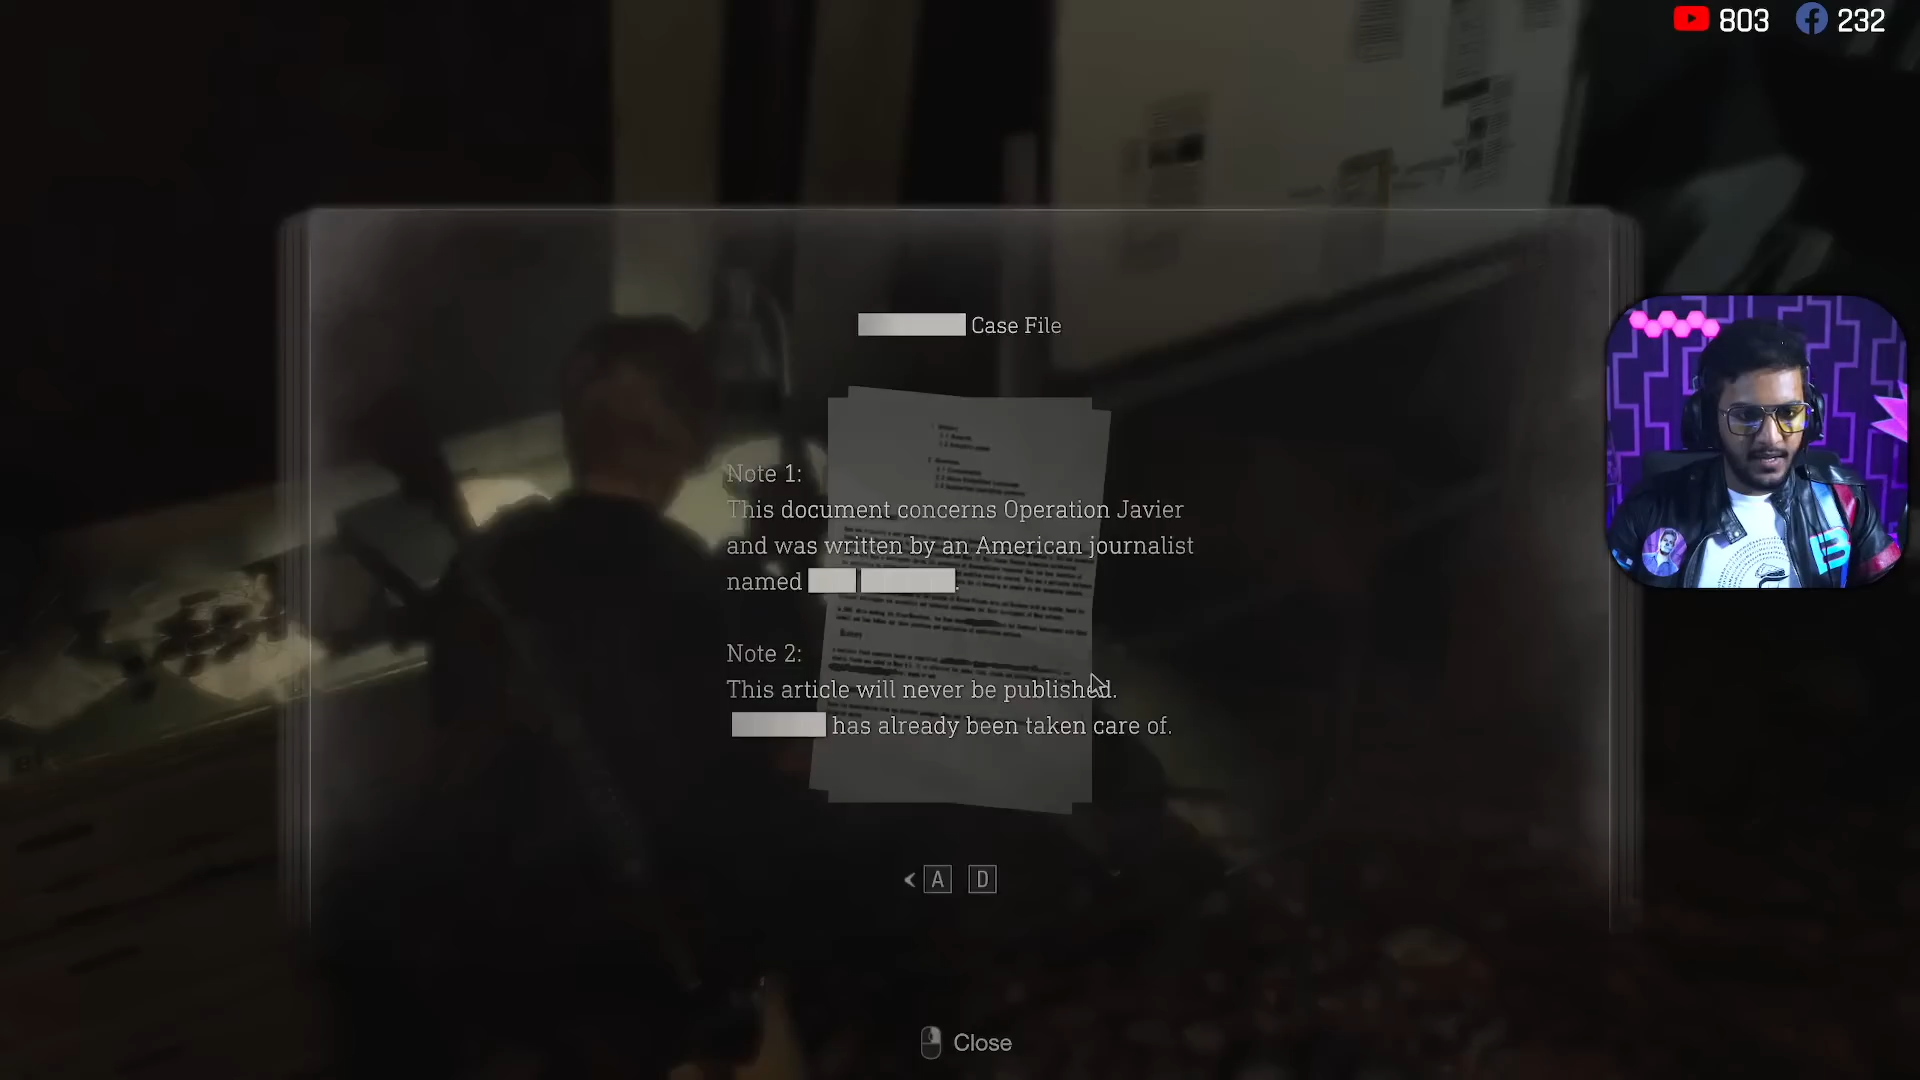 803 232
Case File
Note 1:
This document concerns Operation Javier
and was written by an American journalist
named
Note 2:
This article will never be published.
has already been taken care of.
< A D
Close